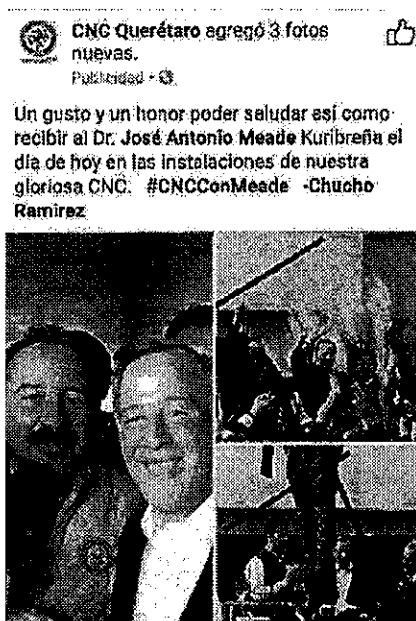 CNC Querétaro agregó 3 fotos
nuevas.
Publicidad
Un gusto y un honor poder saludar así como
recibir al Dr. José Antonio Meade Kuribreña el
día de hoy en las instalaciones de nuestra
gloriosa CNC. #CNCConMeade -Chucho
Ramirez